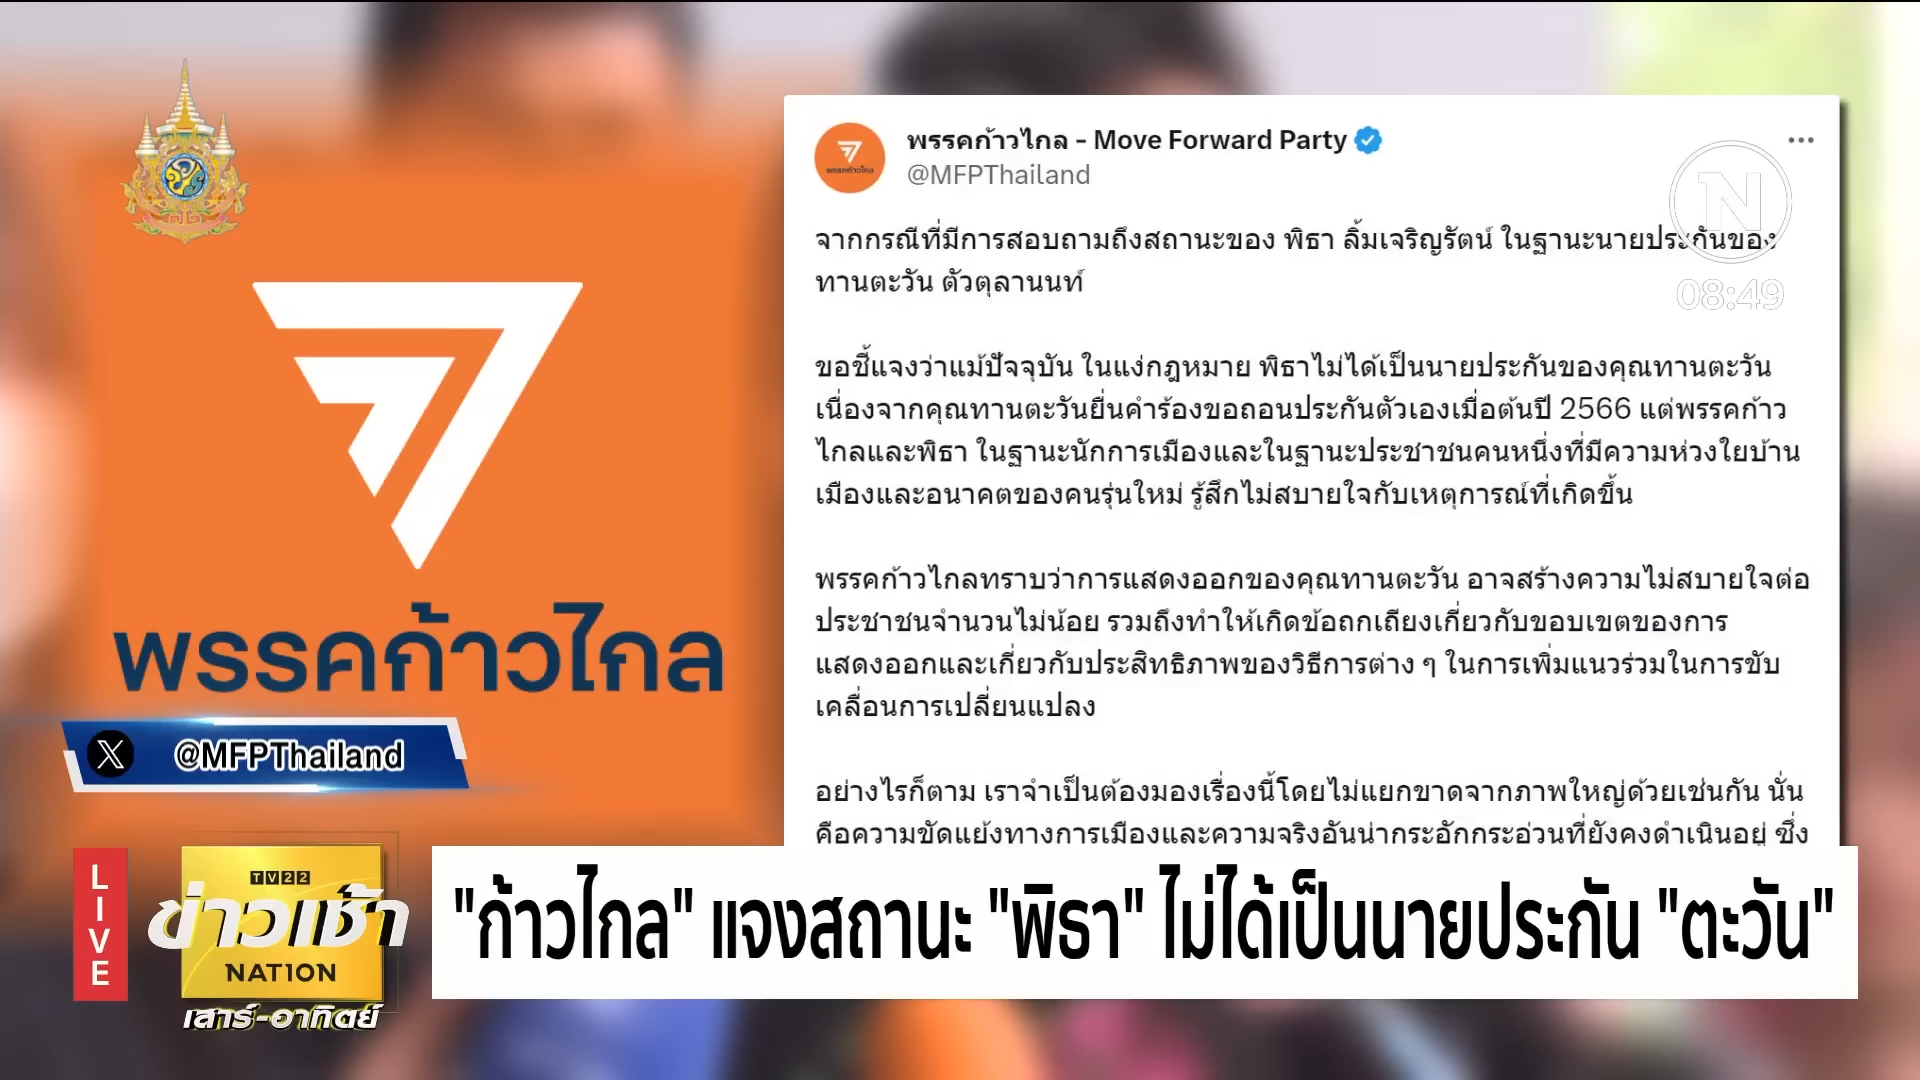 พรรคก้าวไกล - Move Forward Party
@MFPThailand
พรรคก้าวไกล
08:49
จากกรณีที่มีการสอบถามถึงสถานะของ พิธา ลิ้มเจริญรัตน์ ในฐานะนายประกันของ
ทานตะวัน ตัวตุลานนท์
ขอชี้แจงว่าแม้ปัจจุบัน ในแง่กฎหมาย พิธาไม่ได้เป็นนายประกันของคุณทานตะวัน
เนื่องจากคุณทานตะวันยื่นคำร้องขอถอนประกันตัวเองเมื่อต้นปี 2566 แต่พรรคก้าว
ไกลและพิธา ในฐานะนักการเมืองและในฐานะประชาชนคนหนึ่งที่มีความห่วงใยบ้าน
เมืองและอนาคตของคนรุ่นใหม่ รู้สึกไม่สบายใจกับเหตุการณ์ที่เกิดขึ้น
พรรคก้าวไกลทราบว่าการแสดงออกของคุณทานตะวัน อาจสร้างความไม่สบายใจต่อ
ประชาชนจำนวนไม่น้อย รวมถึงทำให้เกิดข้อถกเถียงเกี่ยวกับขอบเขตของการ
แสดงออกและเกี่ยวกับประสิทธิภาพของวิธีการต่าง ๆ ในการเพิ่มแนวร่วมในการขับ
เคลื่อนการเปลี่ยนแปลง
อย่างไรก็ตาม เราจำเป็นต้องมองเรื่องนี้โดยไม่แยกขาดจากภาพใหญ่ด้วยเช่นกัน นั่น
คือความขัดแย้งทางการเมืองและความจริงอันน่ากระอักกระอ่วนที่ยังคงดำเนินอยู่ ซึ่ง
พรรคก้าวไกล
@MFPThailand
LIVE
TV22
ข่าวเช้า
NATION
เสาร์-อาทิตย์
"ก้าวไกล" แจงสถานะ "พิธา" ไม่ได้เป็นนายประกัน "ตะวัน"